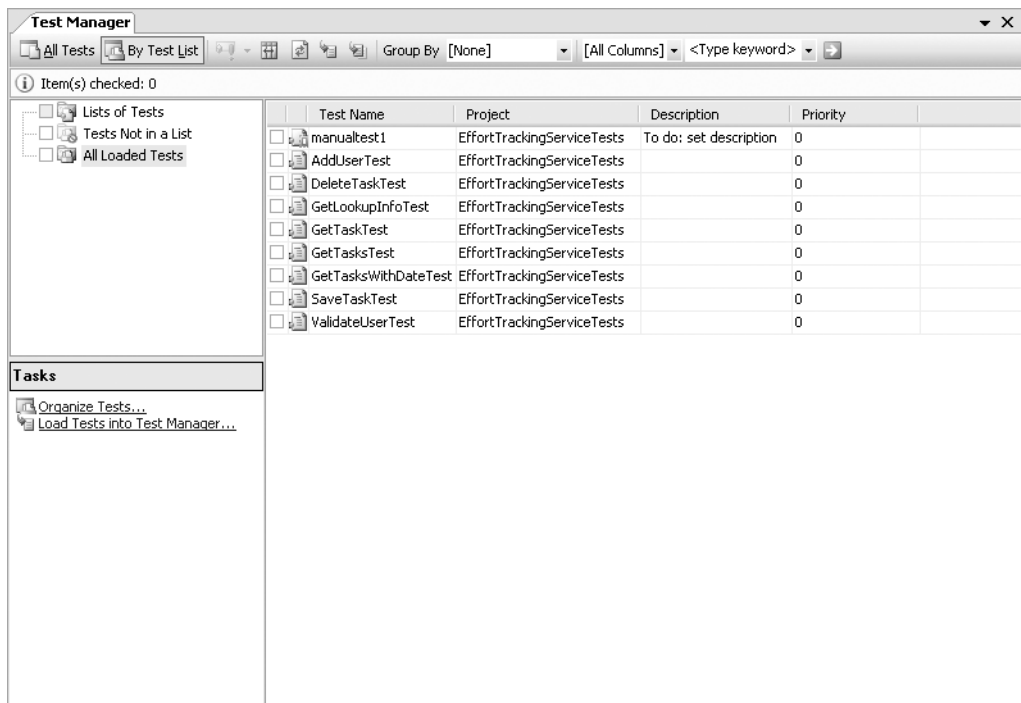 Test Manager
All Tests By Test List Group By [None] [All Columns] <Type keyword>
Item(s) checked: 0
Lists of Tests
Tests Not in a List
All Loaded Tests
Test Name Project Description Priority
manualtest1 EffortTrackingServiceTests To do: set description 0
AddUserTest EffortTrackingServiceTests 0
DeleteTaskTest EffortTrackingServiceTests 0
GetLookupInfoTest EffortTrackingServiceTests 0
GetTaskTest EffortTrackingServiceTests 0
GetTasksTest EffortTrackingServiceTests 0
GetTasksWithDateTest EffortTrackingServiceTests 0
SaveTaskTest EffortTrackingServiceTests 0
ValidateUserTest EffortTrackingServiceTests 0
Tasks
Organize Tests...
Load Tests into Test Manager...